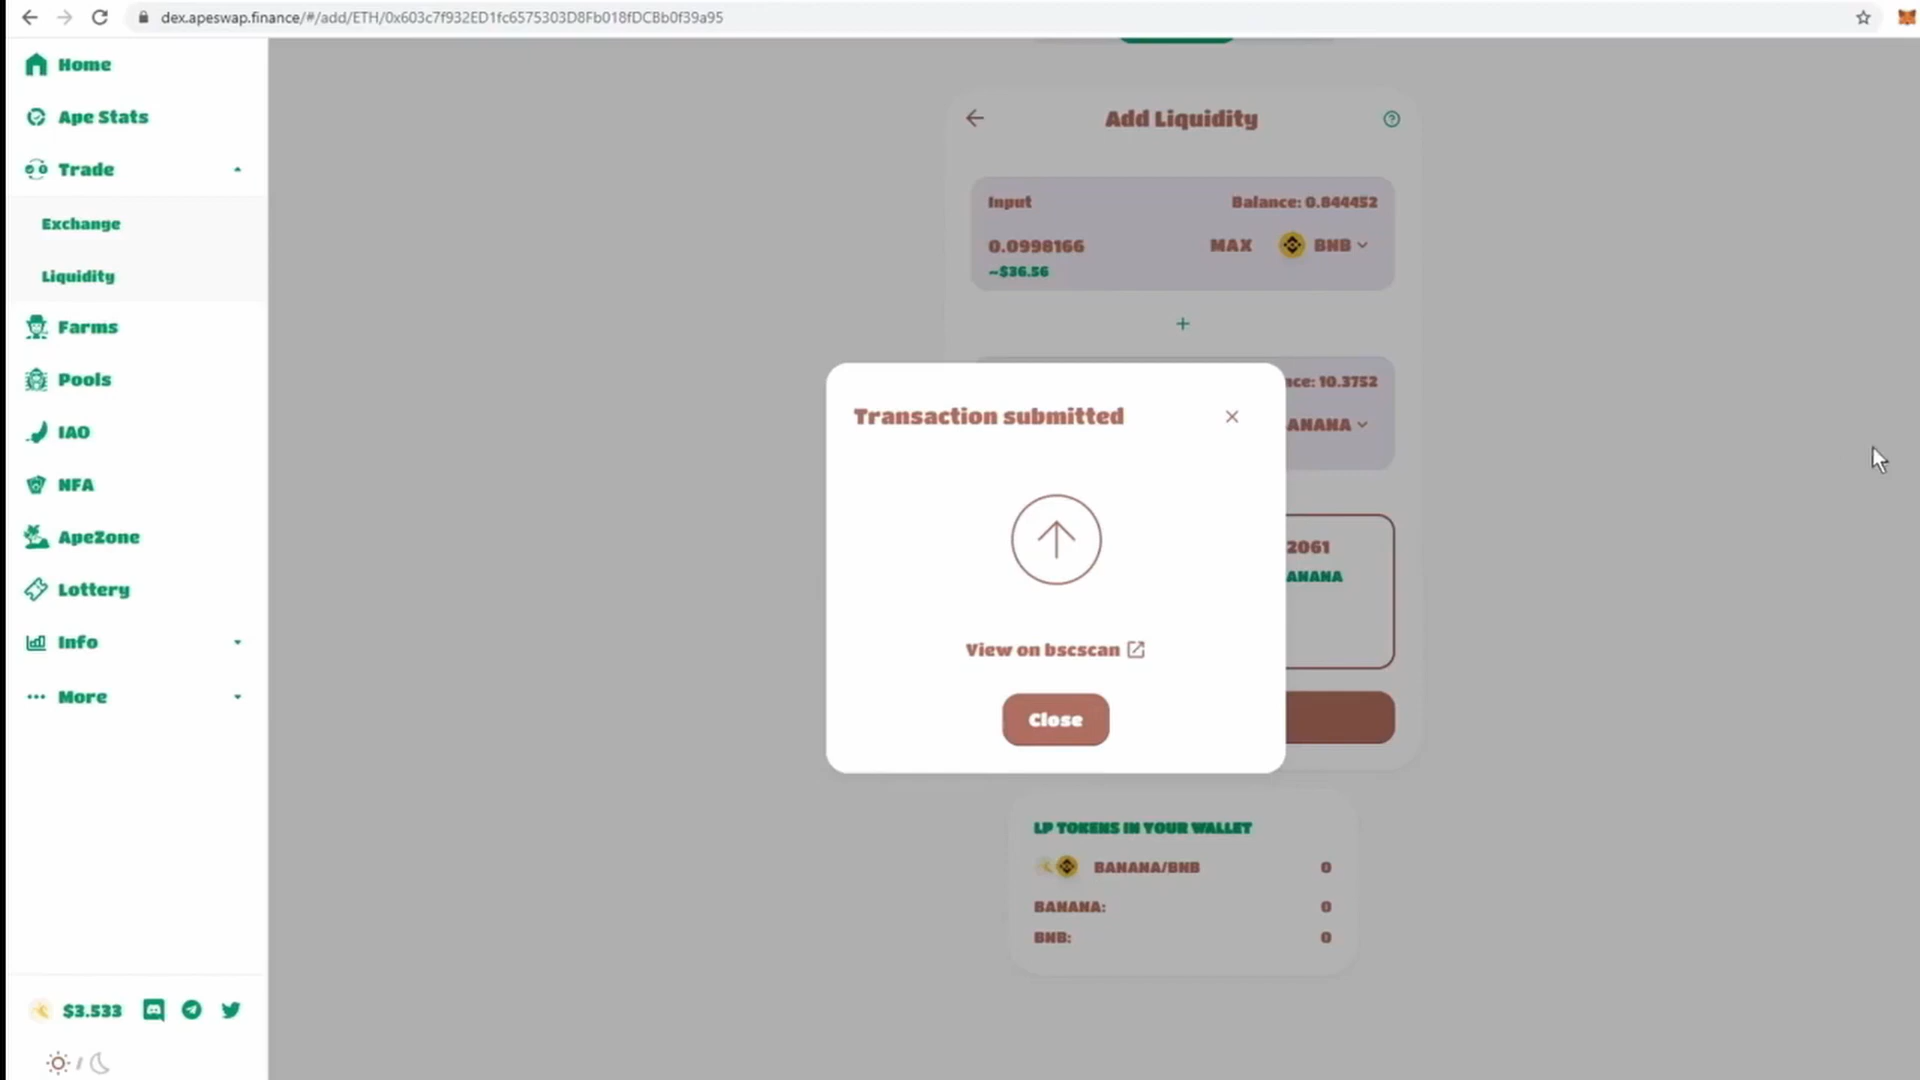 dex.apeswap.finance/#/add/ETH/0x603c7f932ED1fc6575303D8Fb018fDCBb0f39a95
Home
Ape Stats
Trade
Exchange
Liquidity
Farms
Pools
IAO
NFA
ApeZone
Lottery
Info
More
$3.533
/
Add Liquidity
?
Input
Balance: 0.844452
0.0998166
MAX
BNB
~$36.56
+
nce: 10.3752
ANANA
2061
ANANA
Transaction submitted
View on bscscan
Close
LP TOKENS IN YOUR WALLET
BANANA/BNB
0
BANANA:
0
BNB:
0